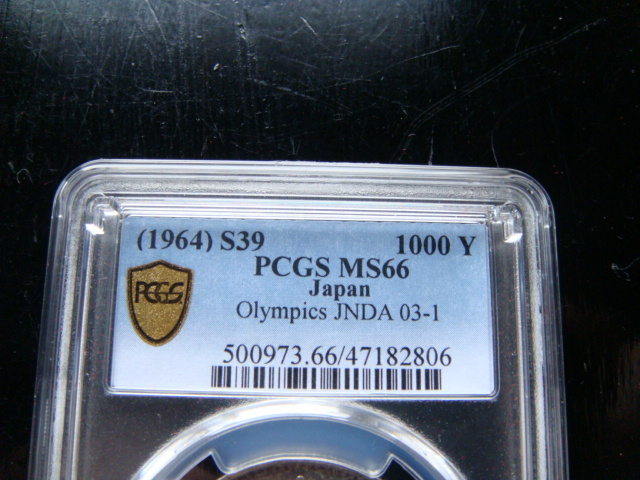 (1964) S39 1000 Y
PCGS MS66
Japan
PCGS
Olympics JNDA 03-1
500973.66/47182806